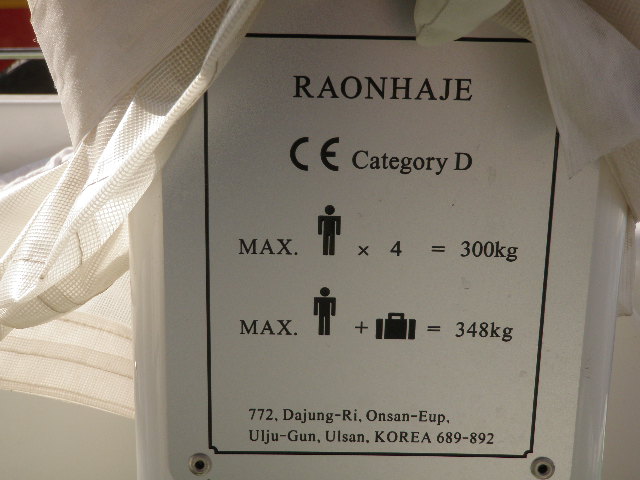 RAONHAJE
CE Category D
MAX. × 4 = 300kg
MAX. + = 348kg
772, Dajung-Ri, Onsan-Eup,
Ulju-Gun, Ulsan, KOREA 689-892